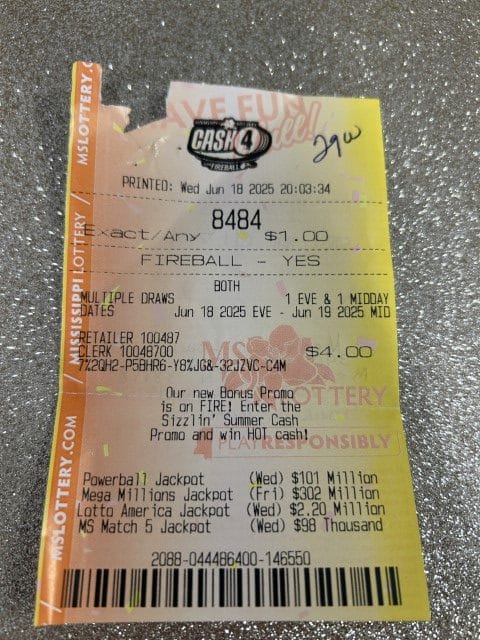 HAVE FUN
CASH 4
FIREBALL
PRINTED: Wed Jun 18 2025 20:03:34
8484
Exact/Any $1.00
FIREBALL - YES
BOTH
MULTIPLE DRAWS 1 EVE & 1 MIDDAY
DATES Jun 18 2025 EVE - Jun 19 2025 MID
RETAILER 100487
CLERK 10048700 $4.00
7%2QH2-P5BHR6-Y8%JG&-32JZVC-C4M
MS LOTTERY
Our new Bonus Promo
is on FIRE! Enter the
Sizzlin' Summer Cash
Promo and win HOT cash!
PLAY RESPONSIBLY
Powerball Jackpot (Wed) $101 Million
Mega Millions Jackpot (Fri) $302 Million
Lotto America Jackpot (Wed) $2.20 Million
MS Match 5 Jackpot (Wed) $98 Thousand
2088-044486400-146550
MSLOTTERY.COM
MISSISSIPPI LOTTERY
MSLOTTERY.C